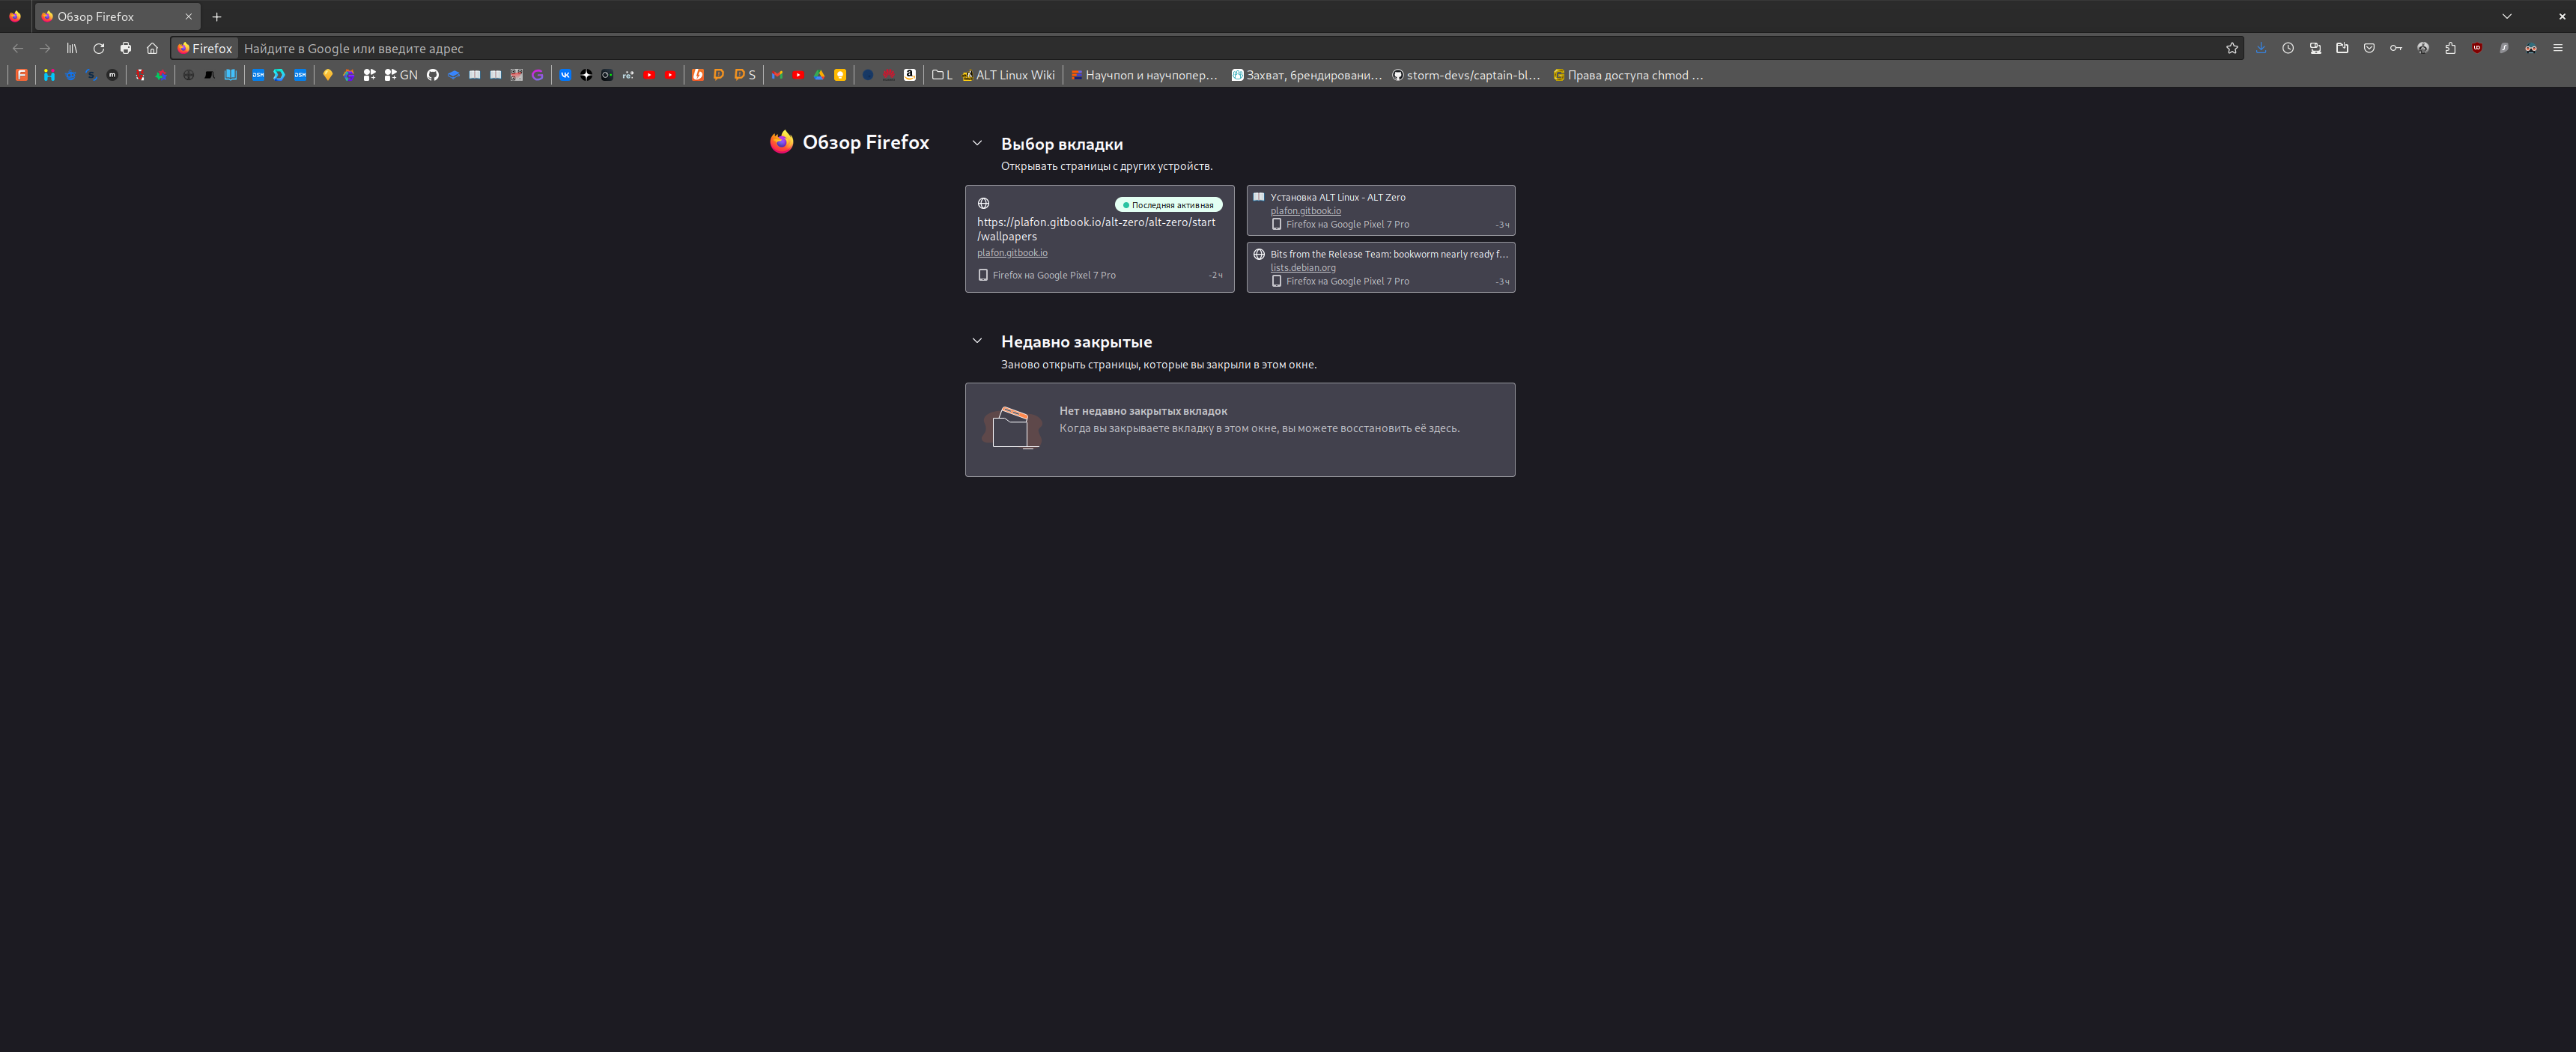 Обзор Firefox
Firefox
Найдите в Google или введите адрес
GN
S
L
ALT Linux Wiki
Научпоп и научпопер...
Захват, брендировани...
storm-devs/captain-bl...
Права доступа chmod ...
Обзор Firefox
Выбор вкладки
Открывать страницы с других устройств.
Последняя активная
https://plafon.gitbook.io/alt-zero/alt-zero/start
/wallpapers
plafon.gitbook.io
Firefox на Google Pixel 7 Pro
-2 ч
Установка ALT Linux - ALT Zero
plafon.gitbook.io
Firefox на Google Pixel 7 Pro
-3 ч
Bits from the Release Team: bookworm nearly ready f...
lists.debian.org
Firefox на Google Pixel 7 Pro
-3 ч
Недавно закрытые
Заново открыть страницы, которые вы закрыли в этом окне.
Нет недавно закрытых вкладок
Когда вы закрываете вкладку в этом окне, вы можете восстановить её здесь.